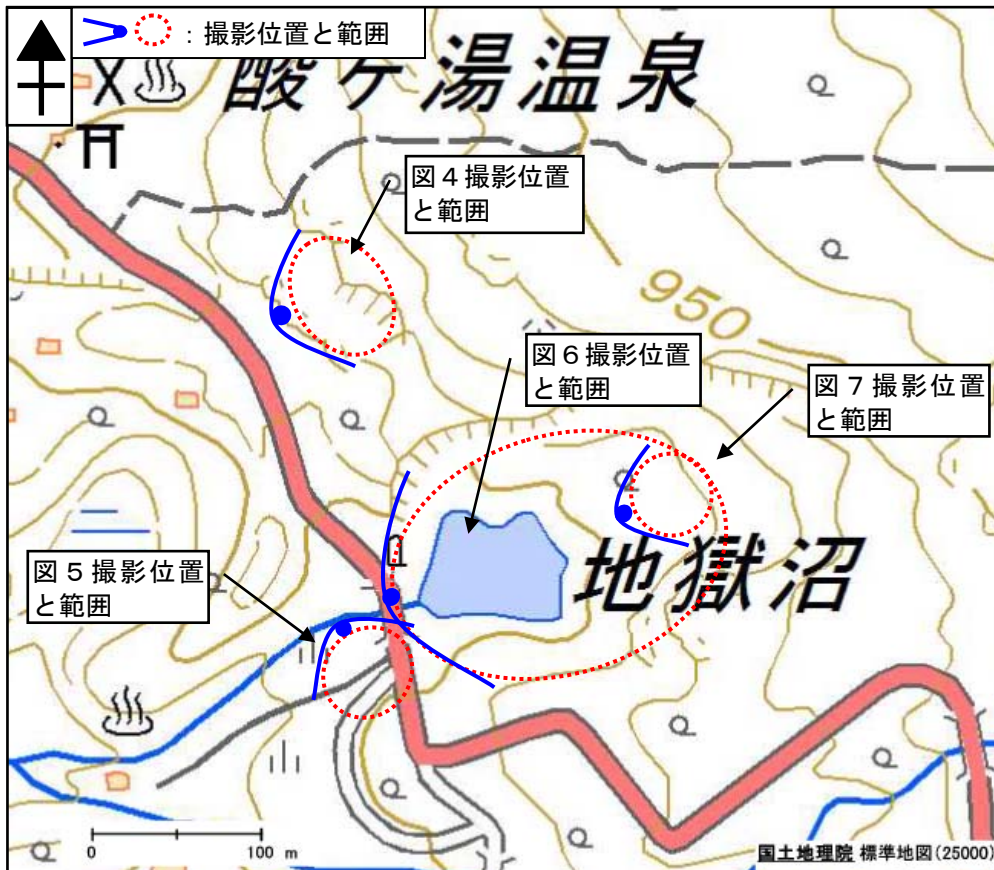 ：撮影位置と範囲
酸ヶ湯温泉
図４撮影位置
と範囲
950
図６撮影位置
と範囲
図７撮影位置
と範囲
図５撮影位置
と範囲
地獄沼
0 100 m
国土地理院 標準地図(25000)